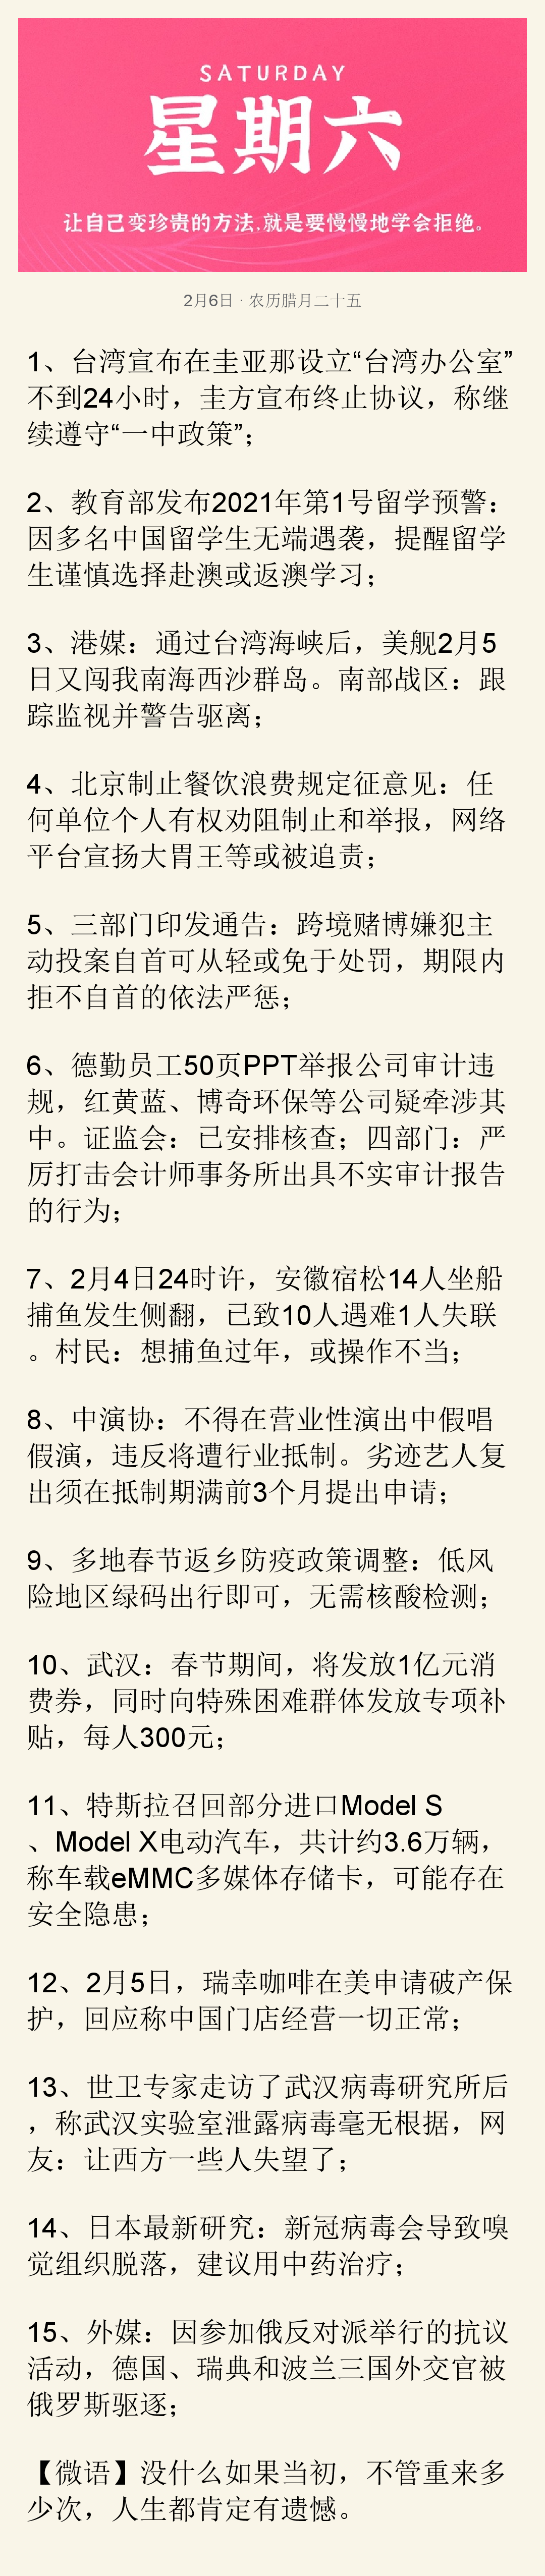 SATURDAY
星期六
让自己变珍贵的方法,就是要慢慢地学会拒绝。
2月6日 · 农历腊月二十五
1、台湾宣布在圭亚那设立“台湾办公室”
不到24小时，圭方宣布终止协议，称继
续遵守“一中政策”；
2、教育部发布2021年第1号留学预警：
因多名中国留学生无端遇袭，提醒留学
生谨慎选择赴澳或返澳学习；
3、港媒：通过台湾海峡后，美舰2月5
日又闯我南海西沙群岛。南部战区：跟
踪监视并警告驱离；
4、北京制止餐饮浪费规定征意见：任
何单位个人有权劝阻制止和举报，网络
平台宣扬大胃王等或被追责；
5、三部门印发通告：跨境赌博嫌犯主
动投案自首可从轻或免于处罚，期限内
拒不自首的依法严惩；
6、德勤员工50页PPT举报公司审计违
规，红黄蓝、博奇环保等公司疑牵涉其
中。证监会：已安排核查；四部门：严
厉打击会计师事务所出具不实审计报告
的行为；
7、2月4日24时许，安徽宿松14人坐船
捕鱼发生侧翻，已致10人遇难1人失联
。村民：想捕鱼过年，或操作不当；
8、中演协：不得在营业性演出中假唱
假演，违反将遭行业抵制。劣迹艺人复
出须在抵制期满前3个月提出申请；
9、多地春节返乡防疫政策调整：低风
险地区绿码出行即可，无需核酸检测；
10、武汉：春节期间，将发放1亿元消
费券，同时向特殊困难群体发放专项补
贴，每人300元；
11、特斯拉召回部分进口Model S
、Model X电动汽车，共计约3.6万辆，
称车载eMMC多媒体存储卡，可能存在
安全隐患；
12、2月5日，瑞幸咖啡在美申请破产保
护，回应称中国门店经营一切正常；
13、世卫专家走访了武汉病毒研究所后
，称武汉实验室泄露病毒毫无根据，网
友：让西方一些人失望了；
14、日本最新研究：新冠病毒会导致嗅
觉组织脱落，建议用中药治疗；
15、外媒：因参加俄反对派举行的抗议
活动，德国、瑞典和波兰三国外交官被
俄罗斯驱逐；
【微语】没什么如果当初，不管重来多
少次，人生都肯定有遗憾。